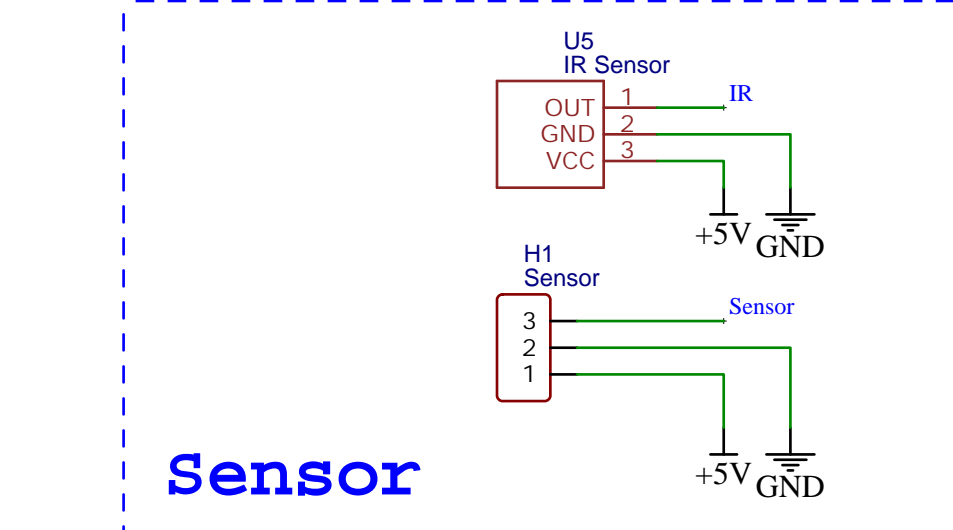 U5
IR Sensor
OUT 1 IR
GND 2
VCC 3
+5V GND
H1
Sensor
3 Sensor
2
1
+5V GND
Sensor